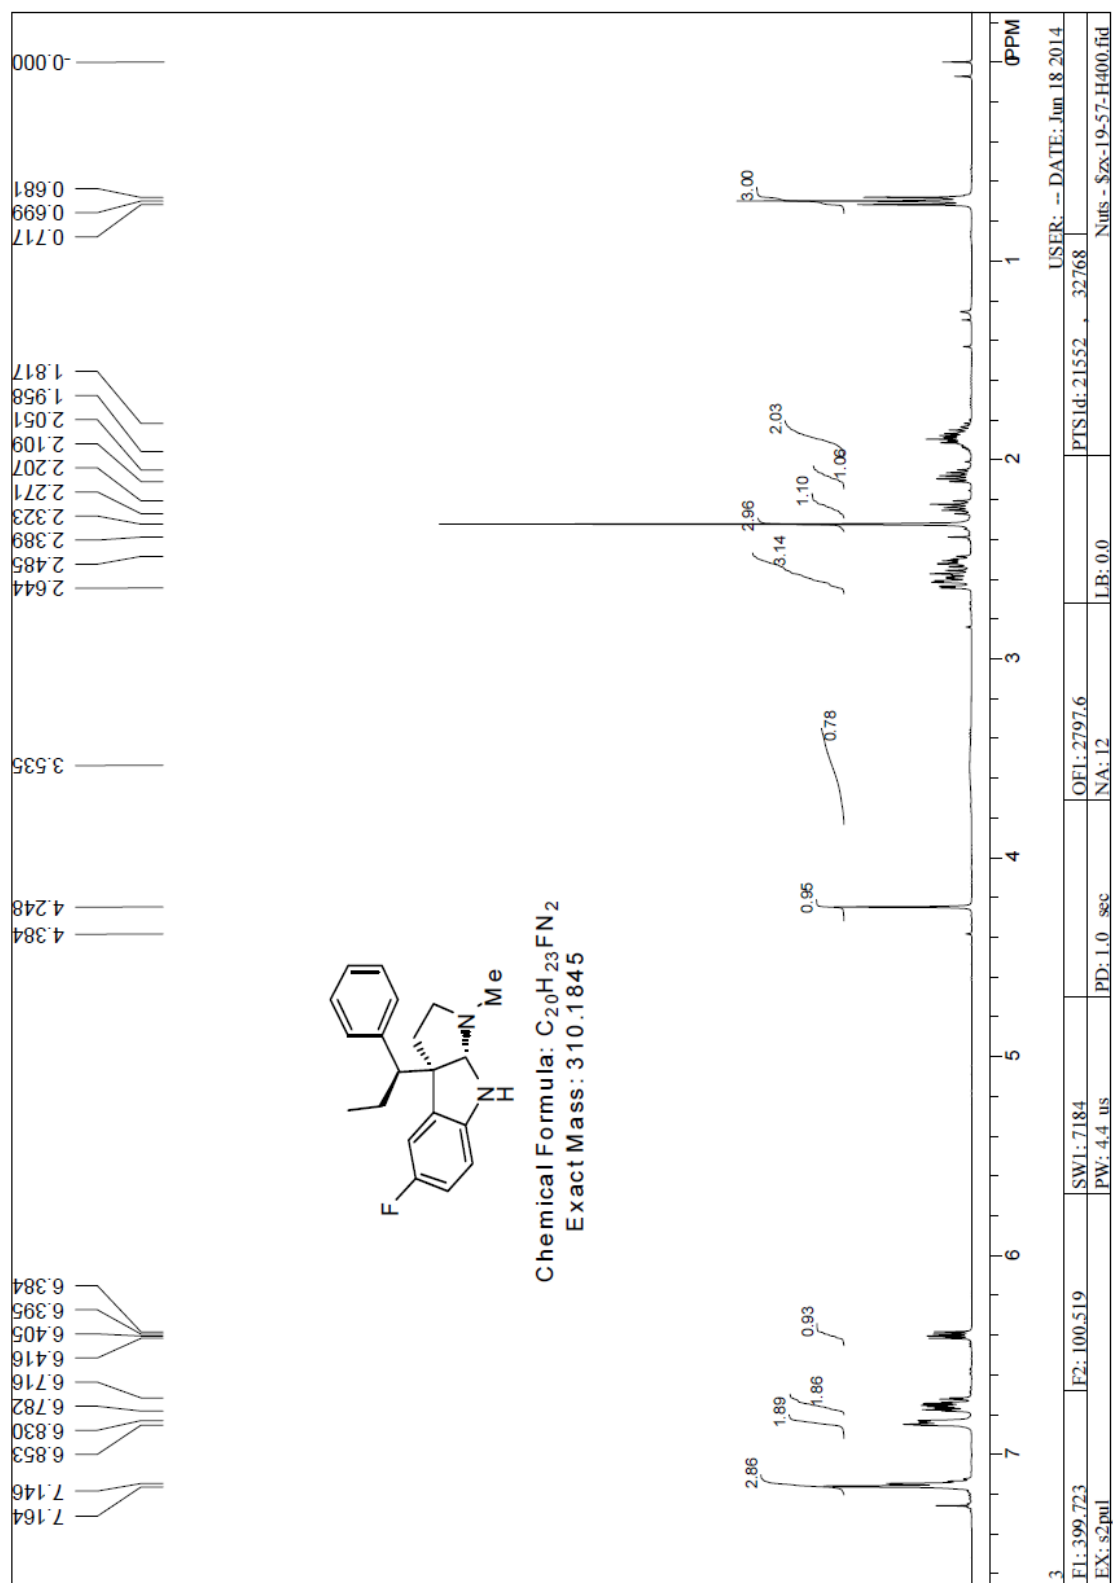 7.164
7.146
6.853
6.830
6.782
6.716
6.416
6.405
6.395
6.384
4.384
4.248
3.535
2.644
2.485
2.389
2.323
2.271
2.207
2.109
2.051
1.958
1.817
0.717
0.699
0.681
-0.000
F
N
H
N
Me
Chemical Formula: C20H23FN2
Exact Mass: 310.1845
2.86
1.89
1.86
0.93
0.95
0.78
3.14
2.96
1.10
1.06
2.03
3.00
7
6
5
4
3
2
1
0
PPM
3
USER: -- DATE: Jun 18 2014
F1: 399.723
F2: 100.519
SW1: 7184
OF1: 2797.6
PTS1d: 21552 , 32768
EX: s2pul
PW: 4.4 us
PD: 1.0 sec
NA: 12
LB: 0.0
Nuts - $zx-19-57-H400.fid